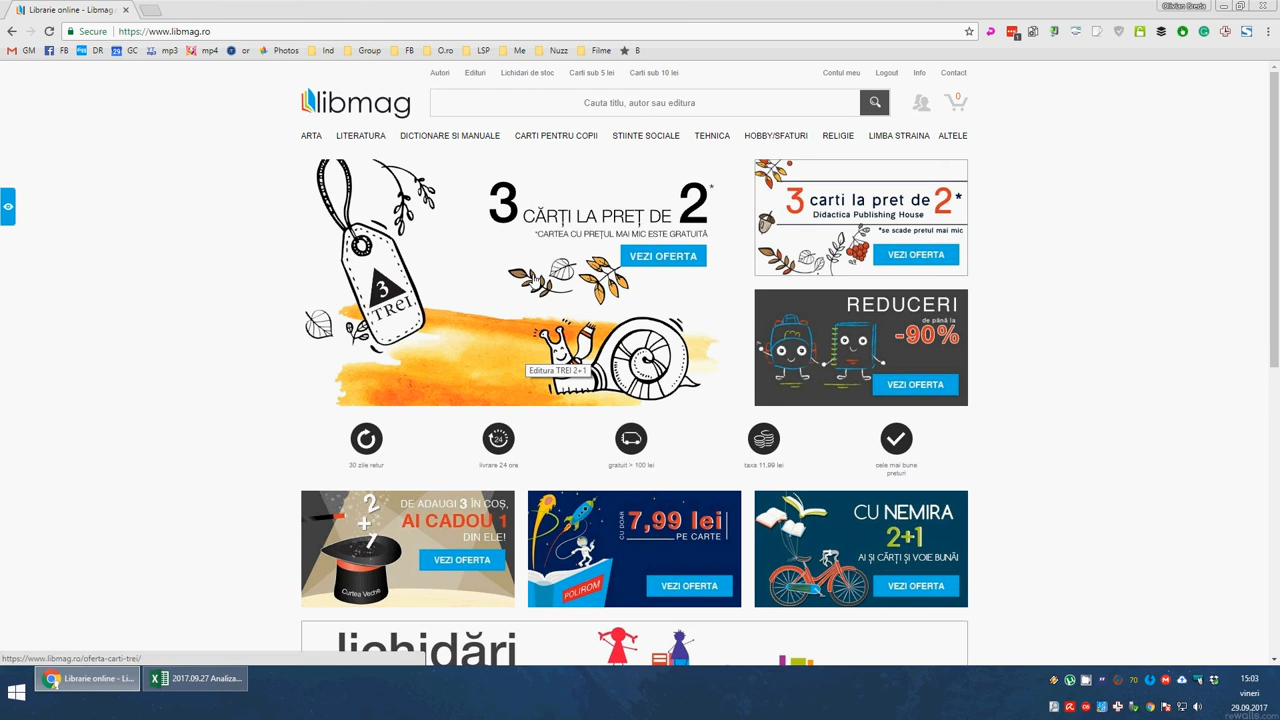 Librarie online - Libmag
Olivian Breda
Secure
https://www.libmag.ro
GM
FB
DR
GC
mp3
mp4
or
Photos
Ind
Group
FB
O.ro
LSP
Me
Nuzz
Filme
B
Autori
Edituri
Lichidari de stoc
Carti sub 5 lei
Carti sub 10 lei
Contul meu
Logout
Info
Contact
libmag
Cauta titlu, autor sau editura
0
ARTA
LITERATURA
DICTIONARE SI MANUALE
CARTI PENTRU COPII
STIINTE SOCIALE
TEHNICA
HOBBY/SFATURI
RELIGIE
LIMBA STRAINA
ALTELE
3 CĂRȚI LA PREȚ DE 2*
*CARTEA CU PREȚUL MAI MIC ESTE GRATUITĂ
VEZI OFERTA
3
TREI
Editura TREI 2+1
3 carti la pret de 2*
Didactica Publishing House
*se scade pretul mai mic
VEZI OFERTA
REDUCERI
de până la
-90%
VEZI OFERTA
24
30 zile retur
livrare 24 ore
gratuit > 100 lei
taxa 11,99 lei
cele mai bune
preturi
2
+
1
DE ADAUGI 3 ÎN COȘ,
AI CADOU 1
DIN ELE!
VEZI OFERTA
Curtea Veche
CU DOAR
7,99 lei
PE CARTE
POLIROM
VEZI OFERTA
CU NEMIRA
2+1
AI ȘI CĂRȚI ȘI VOIE BUNĂ!
VEZI OFERTA
lichidări
https://www.libmag.ro/oferta-carti-trei/
Librarie online - Li...
2017.09.27 Analiza...
70
15:03
vineri
29.09.2017
rewalls.com